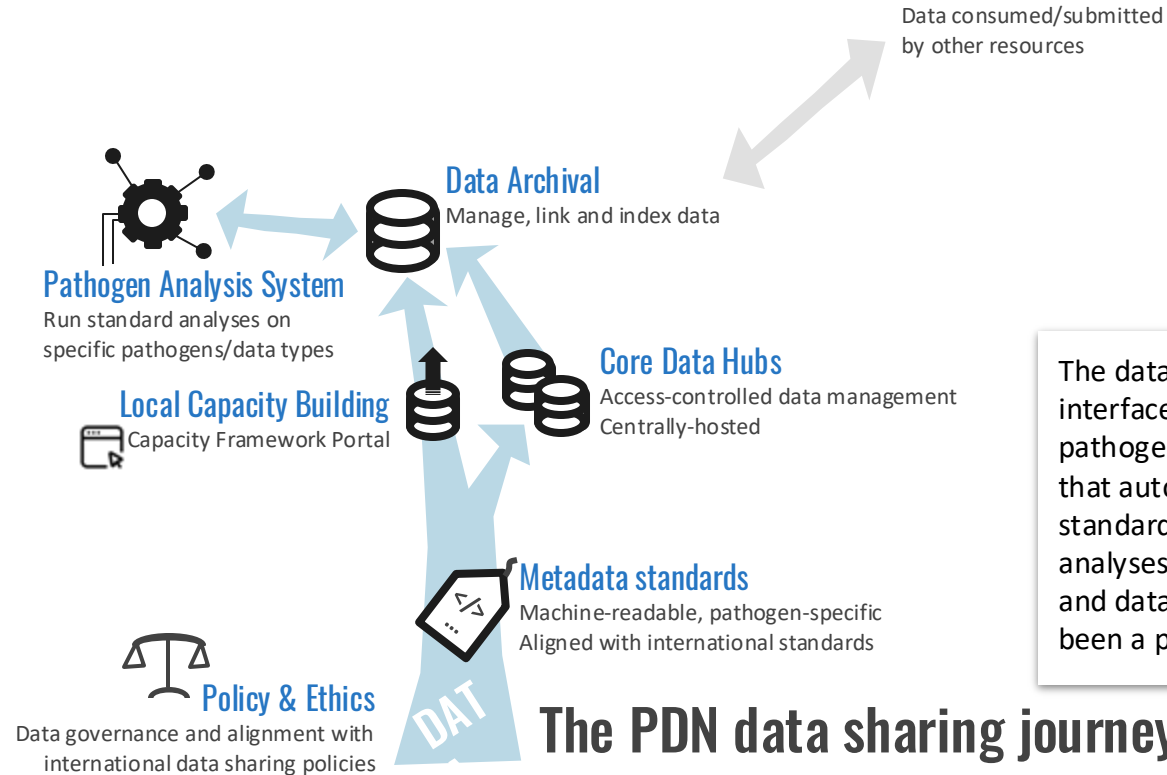 Data consumed/submitted
by other resources
Data Archival
Manage, link and index data
Pathogen Analysis System
Run standard analyses on
specific pathogens/data types
Core Data Hubs
Access-controlled data management
Centrally-hosted
Local Capacity Building
Capacity Framework Portal
The data
interface
pathoge
that auto
standard
analyses
and data
been a p
Metadata standards
Machine-readable, pathogen-specific
Aligned with international standards
</>
...
Policy & Ethics
Data governance and alignment with
international data sharing policies
DAT
The PDN data sharing journey